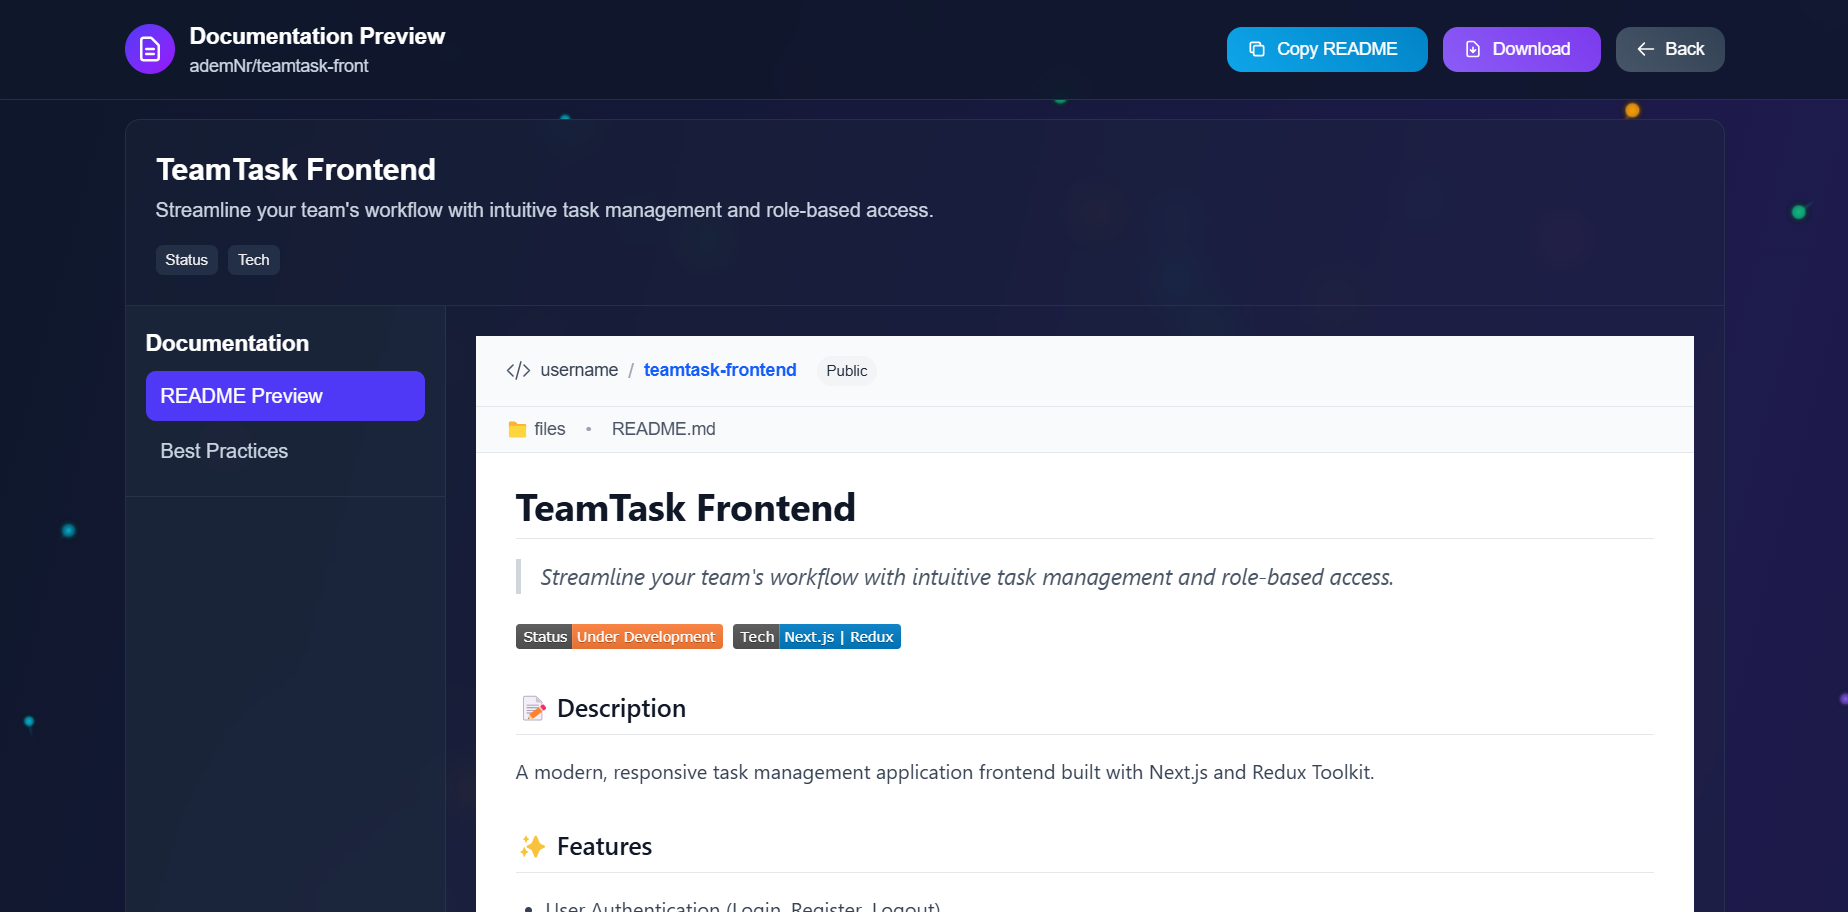 Documentation Preview
ademNr/teamtask-front
Copy README
Download
Back
TeamTask Frontend
Streamline your team's workflow with intuitive task management and role-based access.
Status Tech
Documentation
README Preview
Best Practices
username / teamtask-frontend Public
files • README.md
TeamTask Frontend
Streamline your team's workflow with intuitive task management and role-based access.
Status Under Development Tech Next.js | Redux
Description
A modern, responsive task management application frontend built with Next.js and Redux Toolkit.
Features
• User Authentication (Login, Register, Logout)